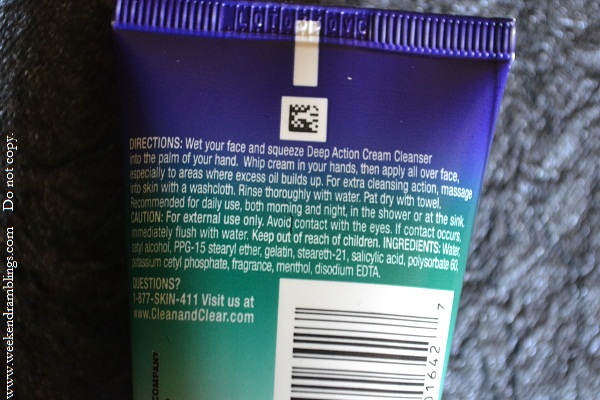 DIRECTIONS: Wet your face and squeeze Deep Action Cream Cleanser
into the palm of your hand. Whip cream in your hands, then apply all over face,
especially to areas where excess oil builds up. For extra cleansing action, massage
into skin with a washcloth. Rinse thoroughly with water. Pat dry with towel.
Recommended for daily use, both morning and night, in the shower or at the sink.
CAUTION: For external use only. Avoid contact with the eyes. If contact occurs,
immediately flush with water. Keep out of reach of children. INGREDIENTS: Water,
cetyl alcohol, PPG-15 stearyl ether, gelatin, steareth-21, salicylic acid, polysorbate 60,
potassium cetyl phosphate, fragrance, menthol, disodium EDTA.
QUESTIONS?
1-877-SKIN-411 Visit us at
www.CleanandClear.com
COMPANY
01642 7
www.weekendramblings.com Do not copy.